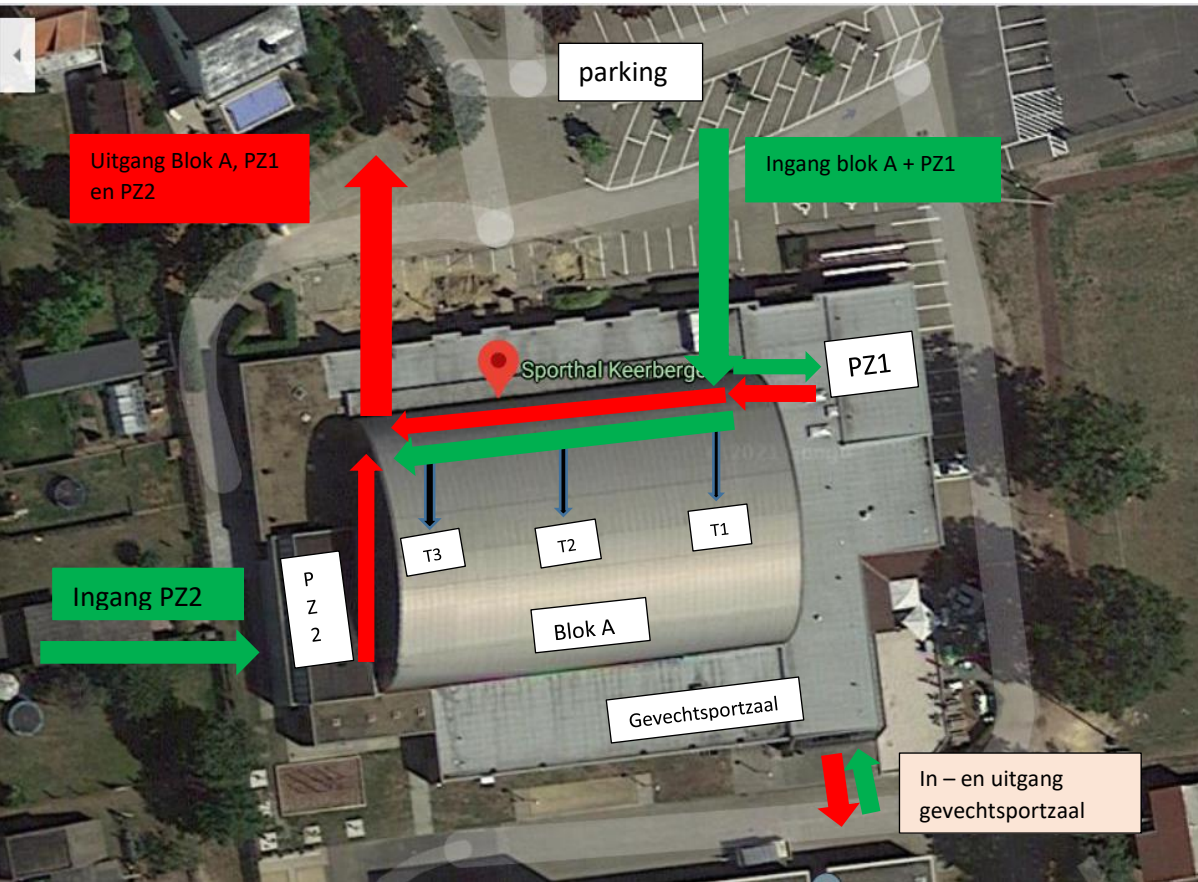 parking
Uitgang Blok A, PZ1
en PZ2
Ingang blok A + PZ1
Sporthal Keerberge
PZ1
T3
T2
T1
P
Z
2
Ingang PZ2
Blok A
Gevechtsportzaal
In – en uitgang
gevechtsportzaal